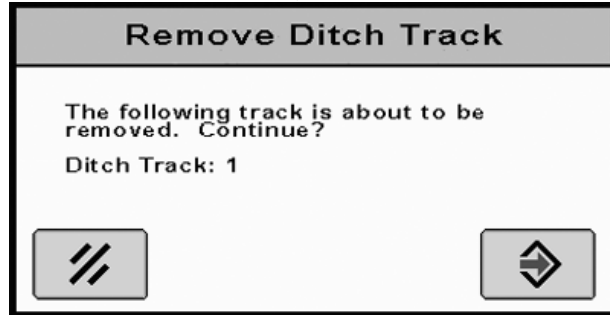 Remove Ditch Track
The following track is about to be
removed.  Continue?
Ditch Track: 1